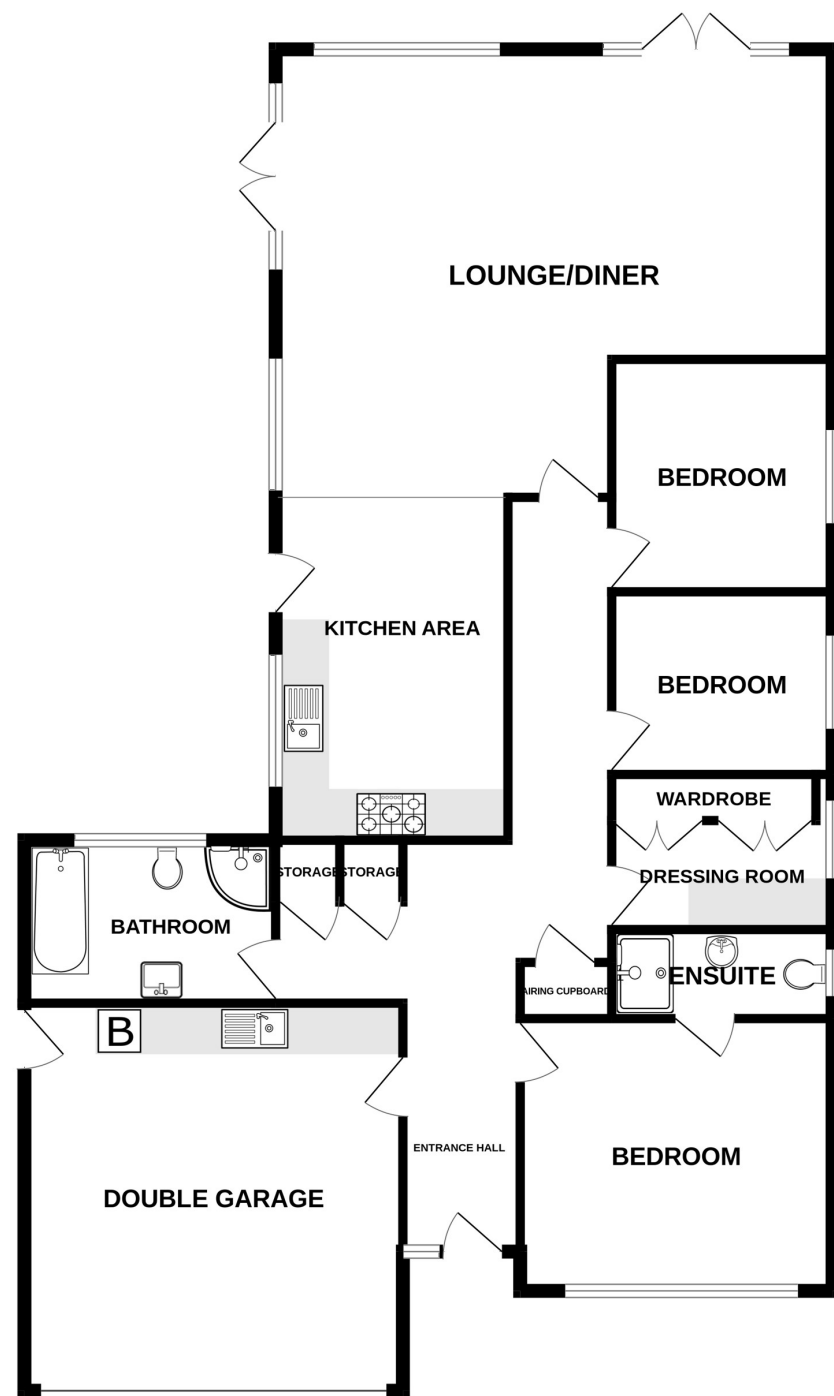 LOUNGE/DINER
BEDROOM
KITCHEN AREA
BEDROOM
WARDROBE
STORAGE
STORAGE
DRESSING ROOM
BATHROOM
ENSUITE
AIRING CUPBOARD
B
ENTRANCE HALL
BEDROOM
DOUBLE GARAGE